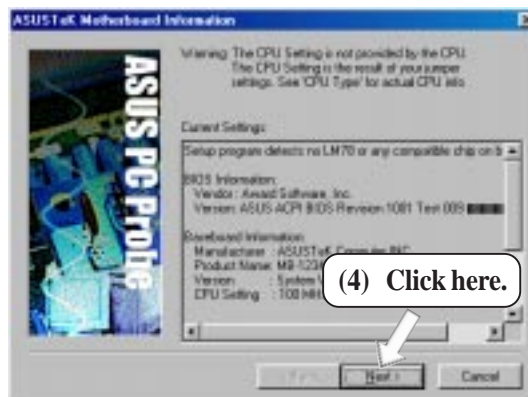 ASUSTeK Motherboard Information
ASUS PC Probe
Warning: The CPU Setting is not provided by the CPU.
The CPU Setting is the result of your jumper
settings. See 'CPU Type' for actual CPU info
Current Settings:
Setup program detects no LM78 or any compatible chip on b
BIOS Information:
Vendor : Award Software, Inc.
Version: ASUS ACPI BIOS Revision 1001 Test 009
Baseboard Information
Manufacturer : ASUSTeK Computer INC.
Product Name: MB-123
Version : System V
CPU Setting : 100 MH
(4) Click here.
Next >
Cancel